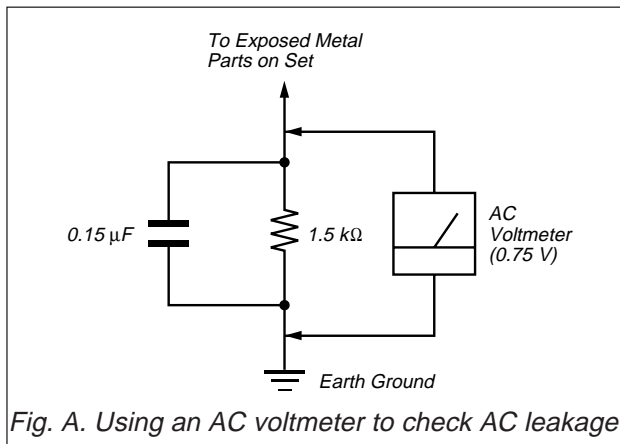 To Exposed Metal
Parts on Set
0.15 μF
1.5 kΩ
AC
Voltmeter
(0.75 V)
Earth Ground
Fig. A. Using an AC voltmeter to check AC leakage